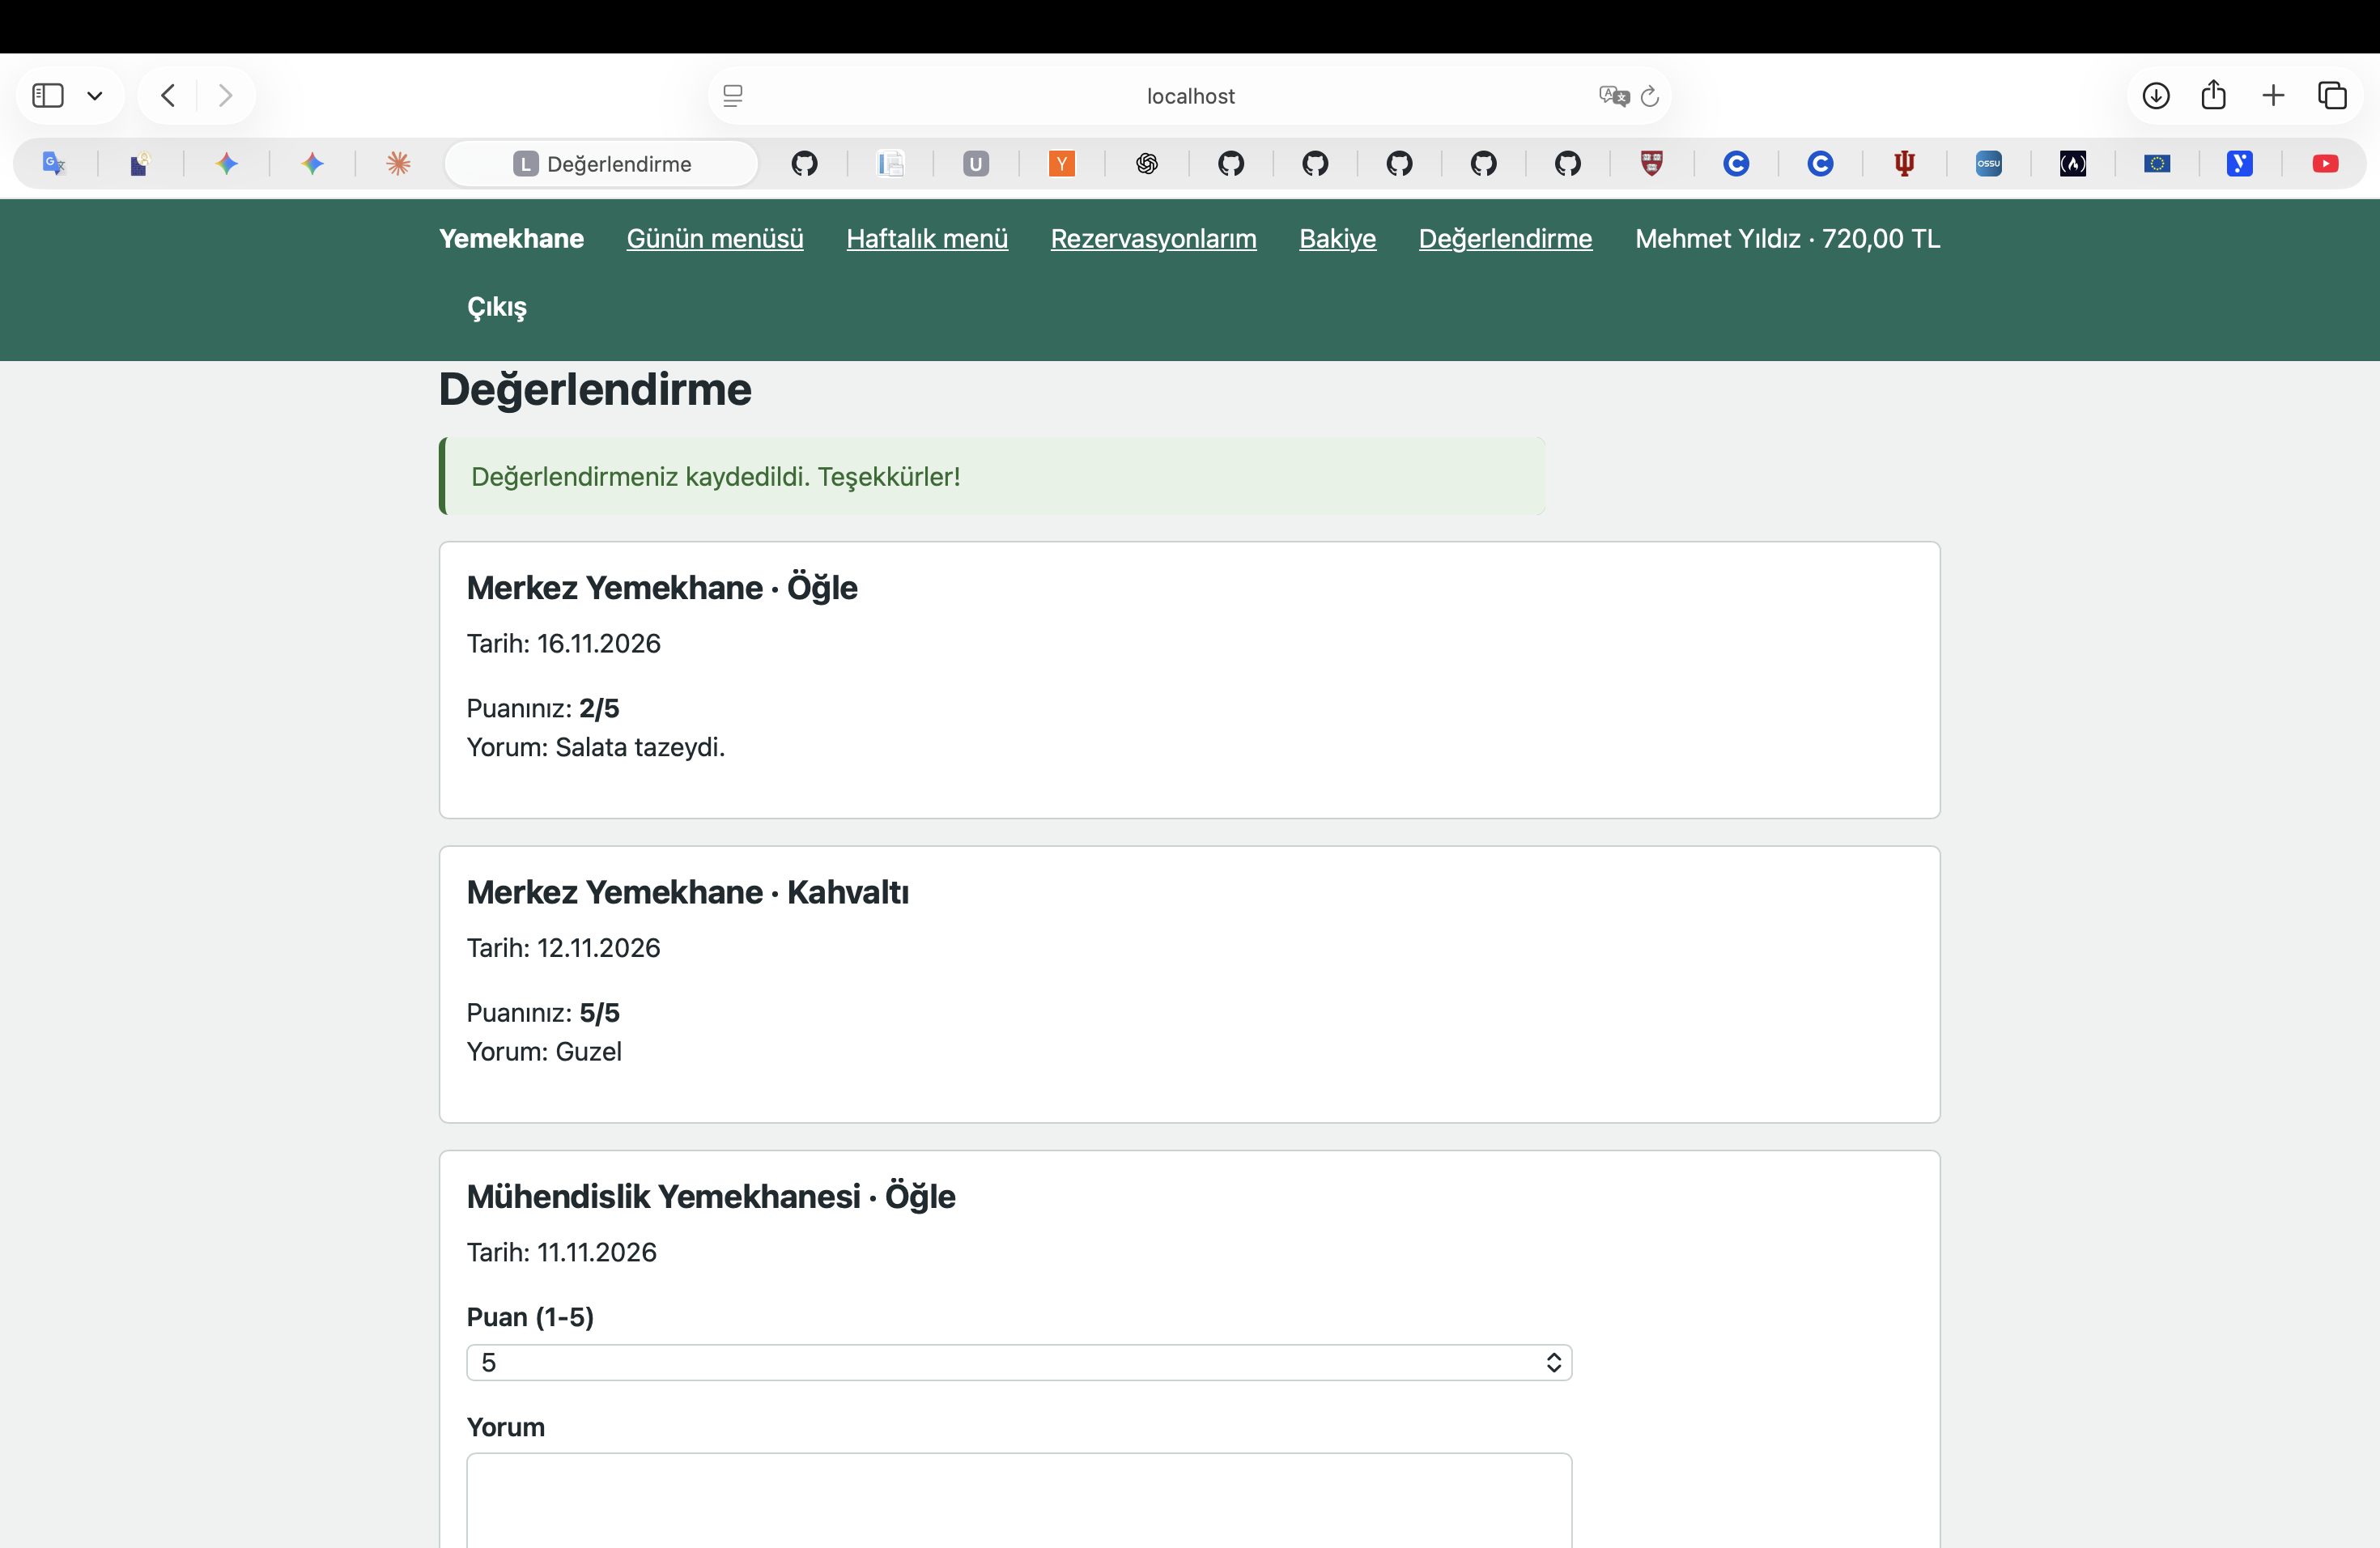 localhost
L Değerlendirme
U
Y
OSSU
Yemekhane Günün menüsü Haftalık menü Rezervasyonlarım Bakiye Değerlendirme Mehmet Yıldız · 720,00 TL
Çıkış
Değerlendirme
Değerlendirmeniz kaydedildi. Teşekkürler!
Merkez Yemekhane · Öğle
Tarih: 16.11.2026
Puanınız: 2/5
Yorum: Salata tazeydi.
Merkez Yemekhane · Kahvaltı
Tarih: 12.11.2026
Puanınız: 5/5
Yorum: Guzel
Mühendislik Yemekhanesi · Öğle
Tarih: 11.11.2026
Puan (1-5)
5
Yorum